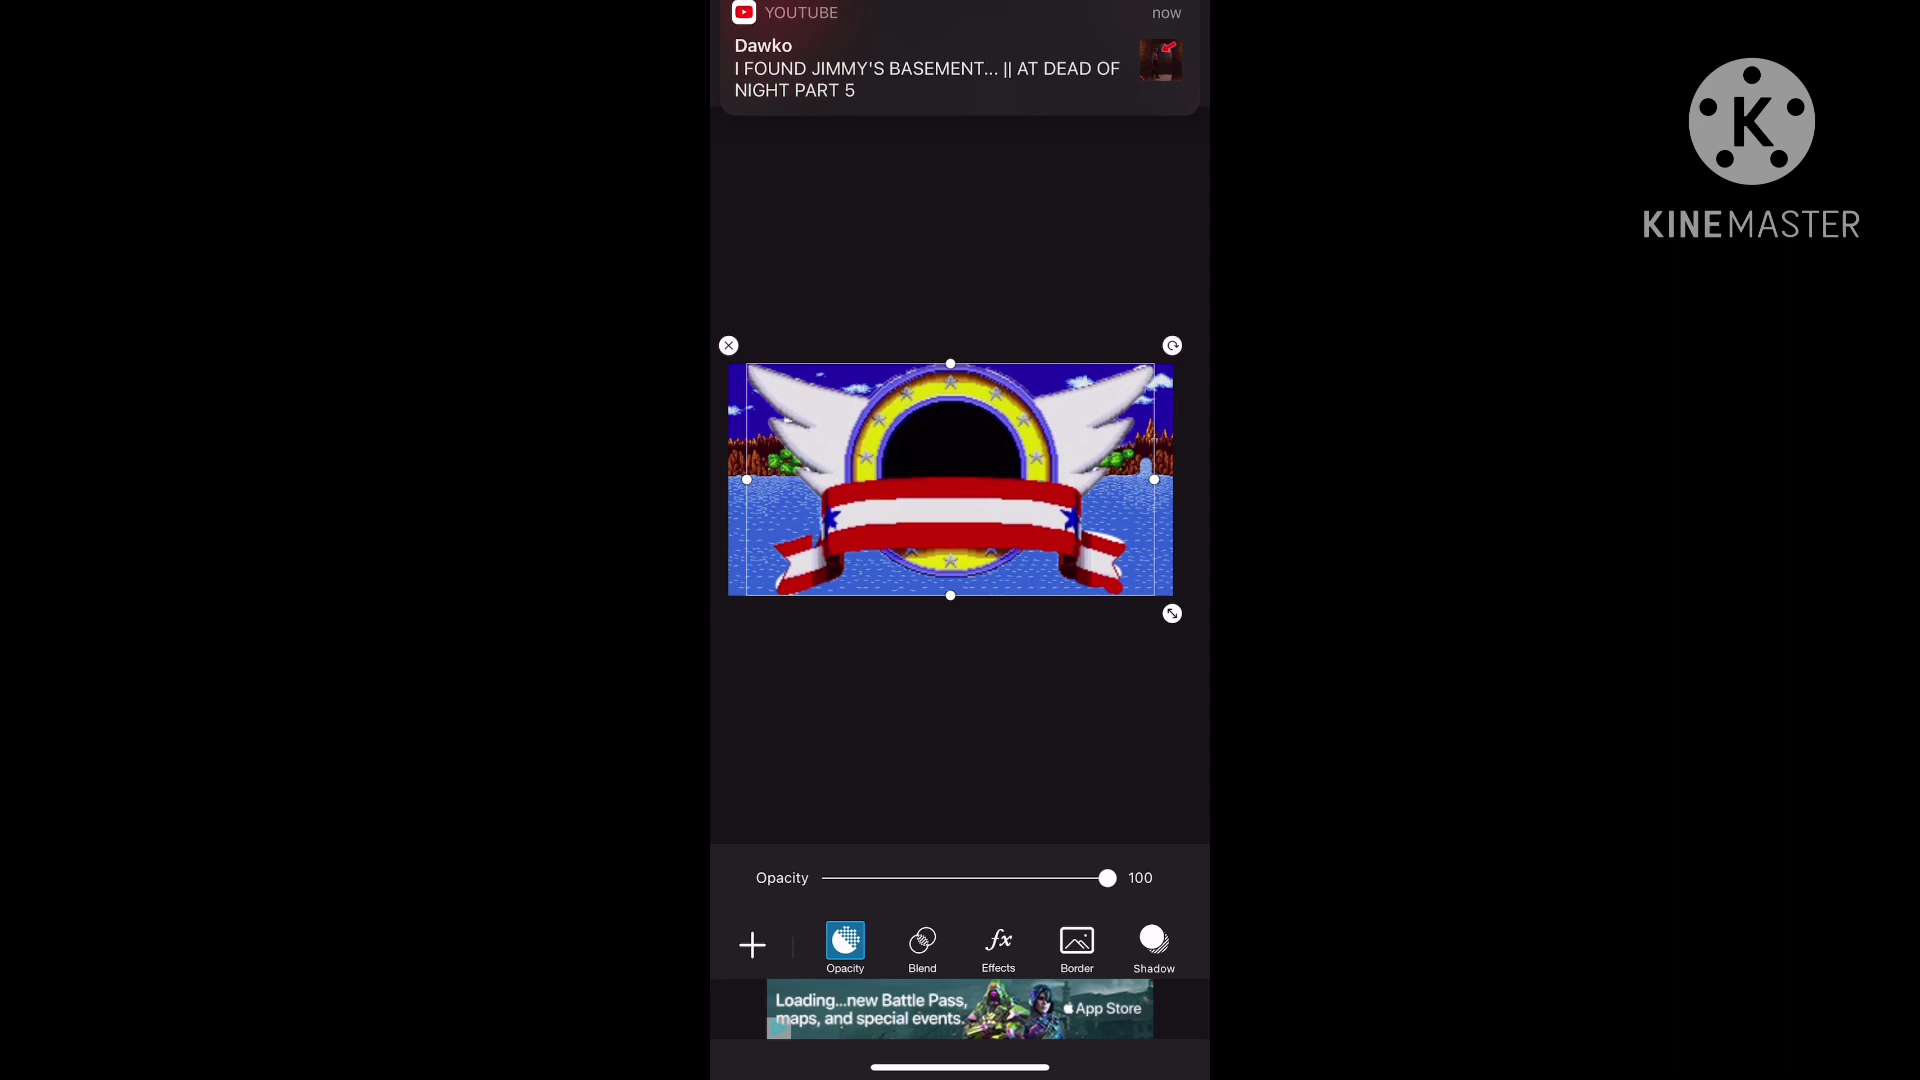 YOUTUBE
now
Dawko
I FOUND JIMMY'S BASEMENT... || AT DEAD OF
NIGHT PART 5
K
KINEMASTER
Opacity
100
Opacity
Blend
fx
Effects
Border
Shadow
Loading...new Battle Pass,
maps, and special events.
App Store